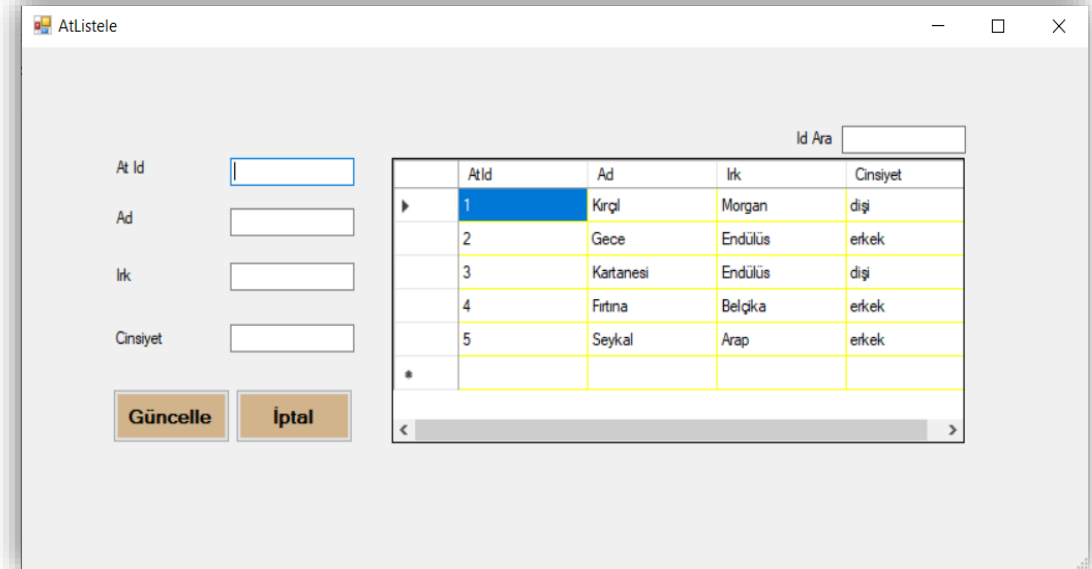 AtListele
Id Ara
At Id
Ad
Irk
Cinsiyet
Güncelle İptal
AtId Ad Irk Cinsiyet
1 Kırçıl Morgan dişi
2 Gece Endülüs erkek
3 Kartanesi Endülüs dişi
4 Fırtına Belçika erkek
5 Seykal Arap erkek